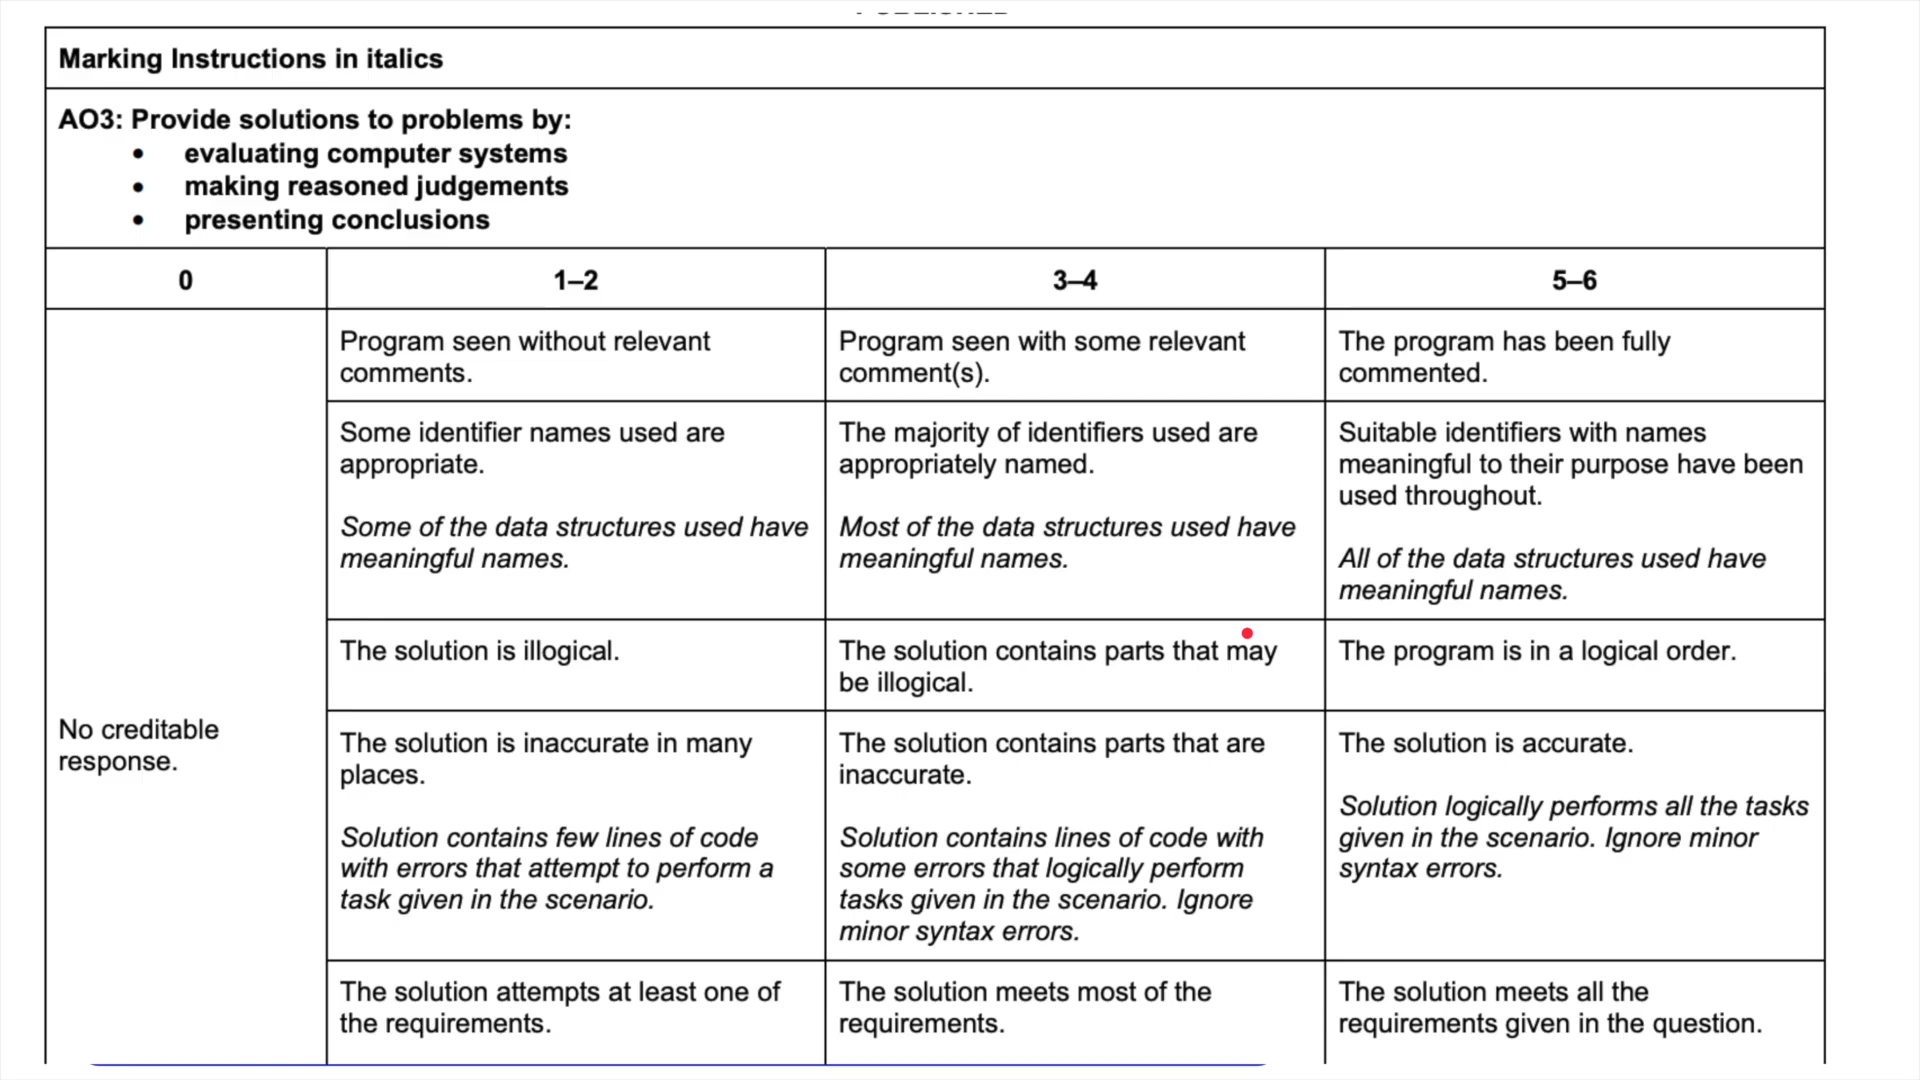 Marking Instructions in italics
AO3: Provide solutions to problems by:
• evaluating computer systems
• making reasoned judgements
• presenting conclusions
0
1–2
3–4
5–6
No creditable
response.
Program seen without relevant
comments.
Program seen with some relevant
comment(s).
The program has been fully
commented.
Some identifier names used are
appropriate.
Some of the data structures used have
meaningful names.
The majority of identifiers used are
appropriately named.
Most of the data structures used have
meaningful names.
Suitable identifiers with names
meaningful to their purpose have been
used throughout.
All of the data structures used have
meaningful names.
The solution is illogical.
The solution contains parts that may
be illogical.
The program is in a logical order.
The solution is inaccurate in many
places.
Solution contains few lines of code
with errors that attempt to perform a
task given in the scenario.
The solution contains parts that are
inaccurate.
Solution contains lines of code with
some errors that logically perform
tasks given in the scenario. Ignore
minor syntax errors.
The solution is accurate.
Solution logically performs all the tasks
given in the scenario. Ignore minor
syntax errors.
The solution attempts at least one of
the requirements.
The solution meets most of the
requirements.
The solution meets all the
requirements given in the question.